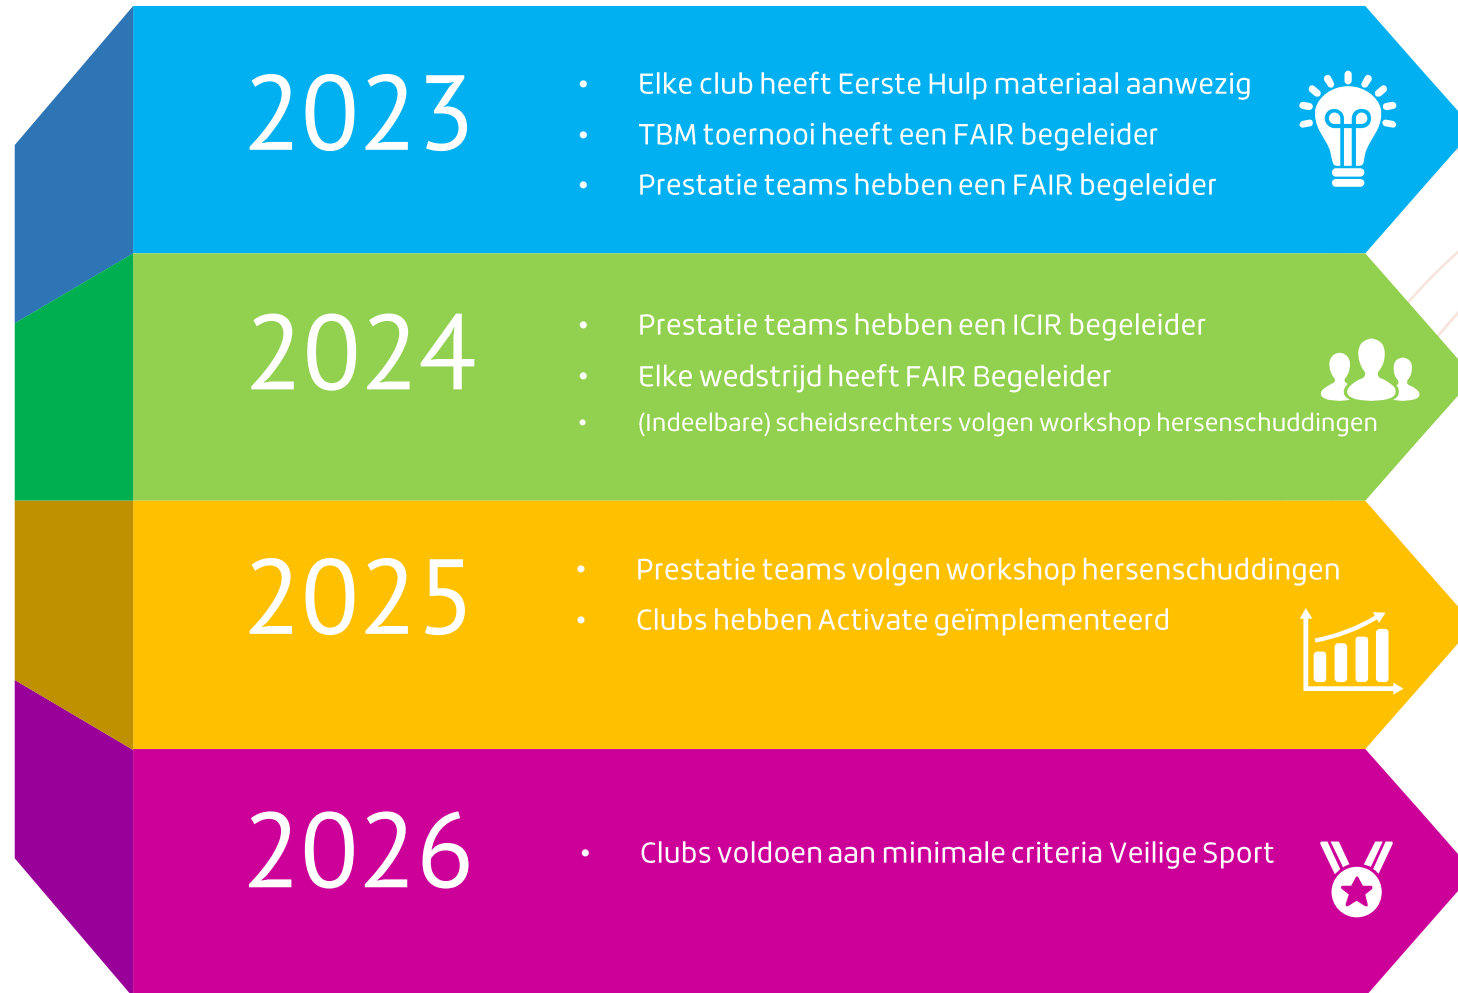 2023
• Elke club heeft Eerste Hulp materiaal aanwezig
• TBM toernooi heeft een FAIR begeleider
• Prestatie teams hebben een FAIR begeleider
2024
• Prestatie teams hebben een ICIR begeleider
• Elke wedstrijd heeft FAIR Begeleider
• (Indeelbare) scheidsrechters volgen workshop hersenschuddingen
2025
• Prestatie teams volgen workshop hersenschuddingen
• Clubs hebben Activate geïmplementeerd
2026
• Clubs voldoen aan minimale criteria Veilige Sport